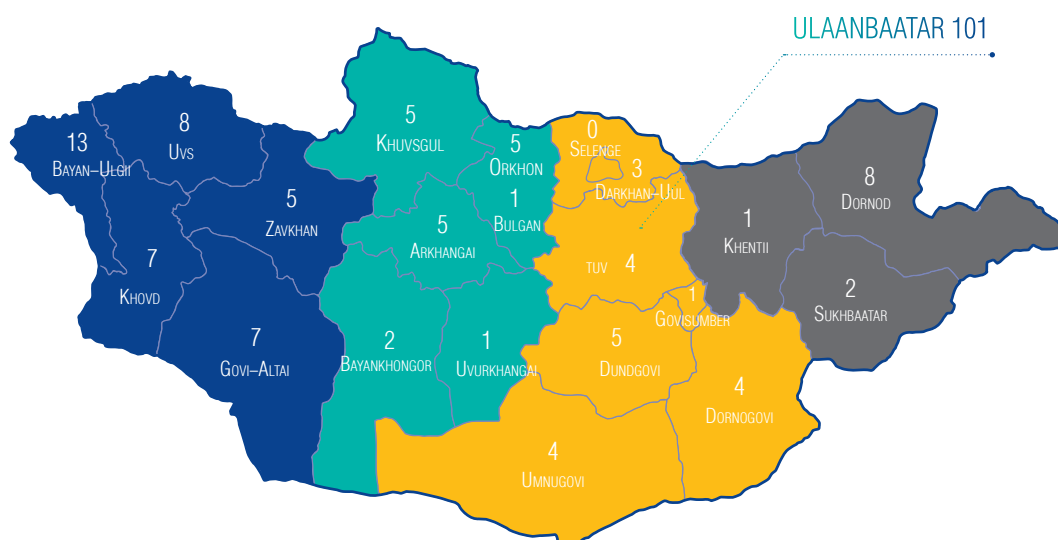 ULAANBAATAR 101
13
BAYAN–ULGII
8
UVS
5
ZAVKHAN
7
KHOVD
7
GOVI–ALTAI
5
KHUVSGUL
5
ORKHON
1
BULGAN
5
ARKHANGAI
2
BAYANKHONGOR
1
UVURKHANGAI
0
SELENGE
3
DARKHAN–UUL
TUV 4
1
GOVISUMBER
5
DUNDGOVI
4
DORNOGOVI
4
UMNUGOVI
1
KHENTII
8
DORNOD
2
SUKHBAATAR